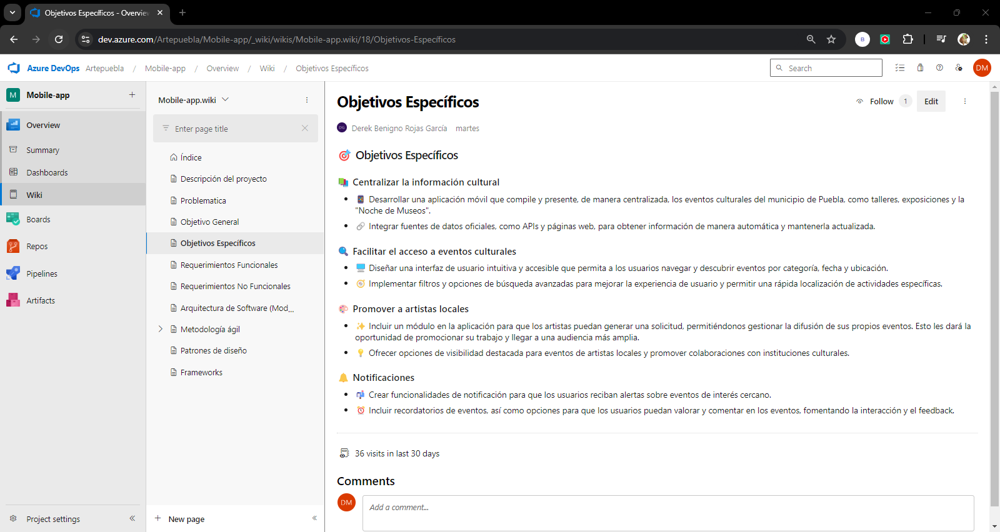 Objetivos Específicos - Overview
dev.azure.com/Artepuebla/Mobile-app/_wiki/wikis/Mobile-app.wiki/18/Objetivos-Específicos
B
Azure DevOps Artepuebla / Mobile-app / Overview / Wiki / Objetivos Específicos
Search
DM
M Mobile-app
Overview
Summary
Dashboards
Wiki
Boards
Repos
Pipelines
Artifacts
Project settings
Mobile-app.wiki
Enter page title
Índice
Descripción del proyecto
Problematica
Objetivo General
Objetivos Específicos
Requerimientos Funcionales
Requerimientos No Funcionales
Arquitectura de Software (Mod...
Metodología ágil
Patrones de diseño
Frameworks
New page
Objetivos Específicos
Follow 1 Edit
DG Derek Benigno Rojas García martes
Objetivos Específicos
Centralizar la información cultural
Desarrollar una aplicación móvil que compile y presente, de manera centralizada, los eventos culturales del municipio de Puebla, como talleres, exposiciones y la
"Noche de Museos".
Integrar fuentes de datos oficiales, como APIs y páginas web, para obtener información de manera automática y mantenerla actualizada.
Facilitar el acceso a eventos culturales
Diseñar una interfaz de usuario intuitiva y accesible que permita a los usuarios navegar y descubrir eventos por categoría, fecha y ubicación.
Implementar filtros y opciones de búsqueda avanzadas para mejorar la experiencia de usuario y permitir una rápida localización de actividades específicas.
Promover a artistas locales
Incluir un módulo en la aplicación para que los artistas puedan generar una solicitud, permitiéndonos gestionar la difusión de sus propios eventos. Esto les dará la
oportunidad de promocionar su trabajo y llegar a una audiencia más amplia.
Ofrecer opciones de visibilidad destacada para eventos de artistas locales y promover colaboraciones con instituciones culturales.
Notificaciones
Crear funcionalidades de notificación para que los usuarios reciban alertas sobre eventos de interés cercano.
Incluir recordatorios de eventos, así como opciones para que los usuarios puedan valorar y comentar en los eventos, fomentando la interacción y el feedback.
36 visits in last 30 days
Comments
DM
Add a comment...